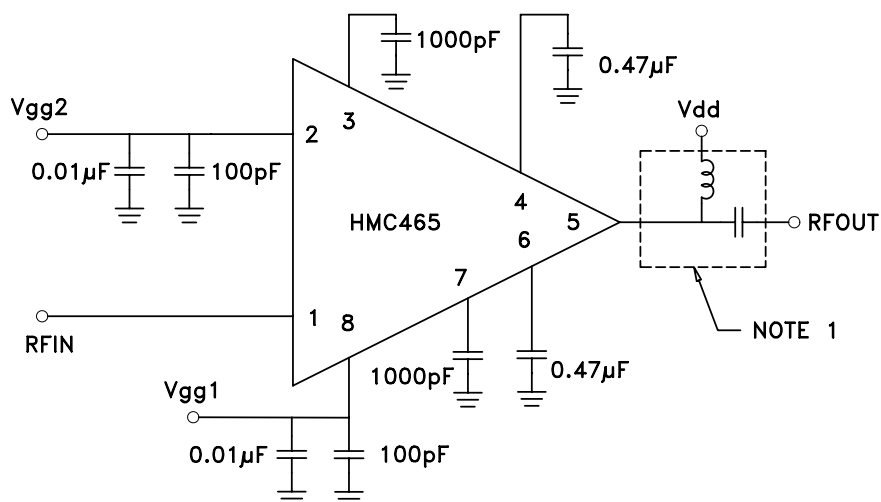 1000pF
0.47µF
Vgg2
Vdd
2
3
0.01µF
100pF
4
HMC465
5
RFOUT
6
7
1
8
NOTE 1
RFIN
1000pF
0.47µF
Vgg1
0.01µF
100pF